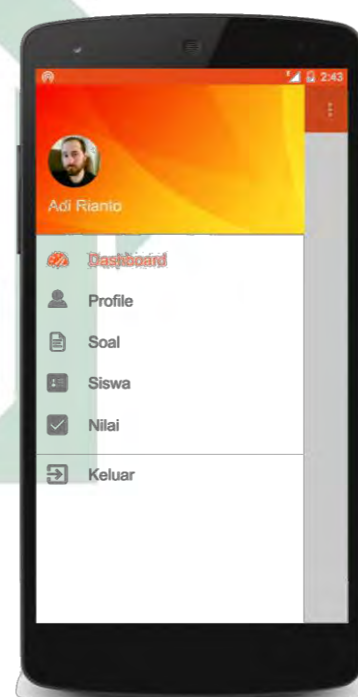 2:43
Adi Rianto
Dashboard
Profile
Soal
Siswa
Nilai
Keluar